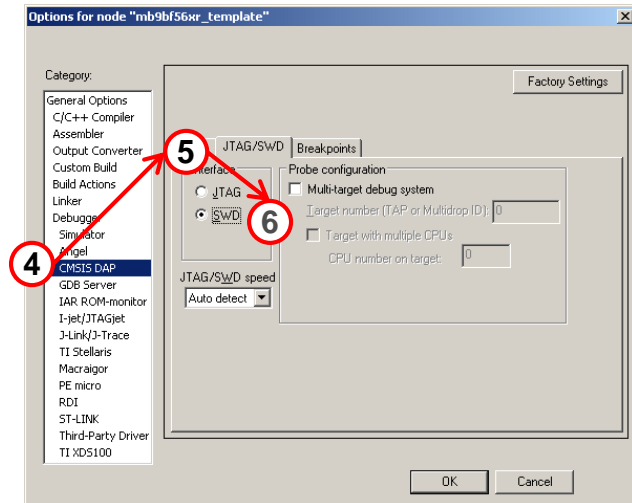 Options for node "mb9bf56xr_template"
Category:
Factory Settings
General Options
C/C++ Compiler
Assembler
Output Converter
Custom Build
Build Actions
Linker
Debugger
Simulator
Angel
CMSIS DAP
GDB Server
IAR ROM-monitor
I-jet/JTAGjet
J-Link/J-Trace
TI Stellaris
Macraigor
PE micro
RDI
ST-LINK
Third-Party Driver
TI XDS100
4
5
6
JTAG/SWD
Breakpoints
Interface
JTAG
SWD
JTAG/SWD speed
Auto detect
Probe configuration
Multi-target debug system
Target number (TAP or Multidrop ID): 0
Target with multiple CPUs
CPU number on target: 0
OK
Cancel